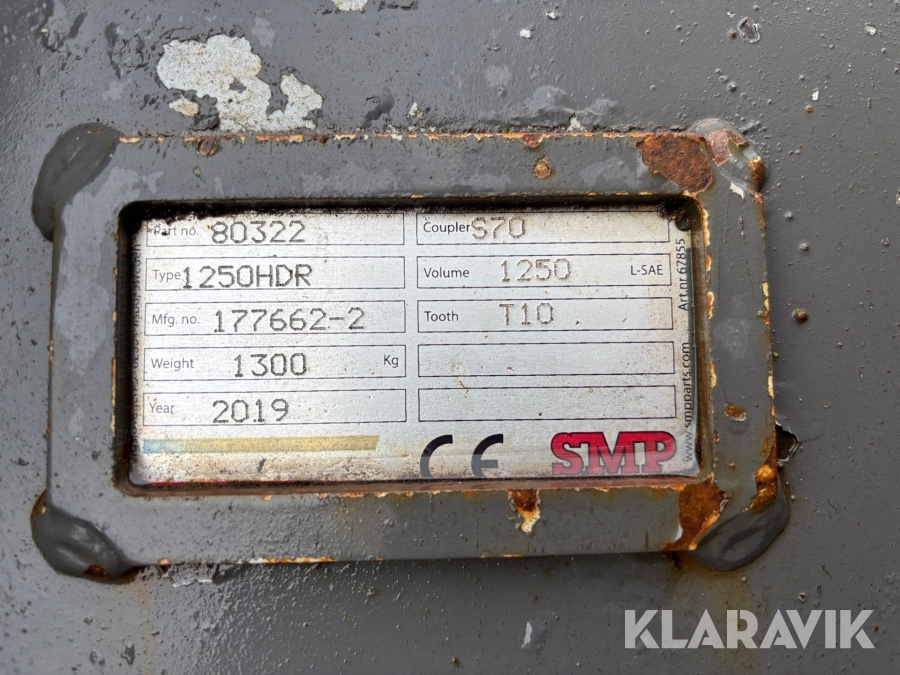 Part no. 80322
Coupler S70
Type 1250HDR
Volume 1250 L-SAE
Mfg. no. 177662-2
Tooth T10
Weight 1300 Kg
Year 2019
CE SMP
www.smpparts.com Art.nr 67855
KLARAVIK